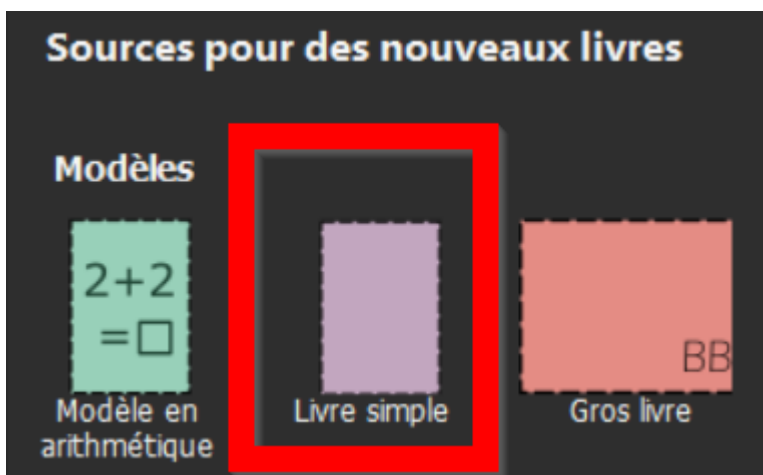 Sources pour des nouveaux livres
Modèles
2+2
=□
Modèle en
arithmétique
Livre simple
BB
Gros livre